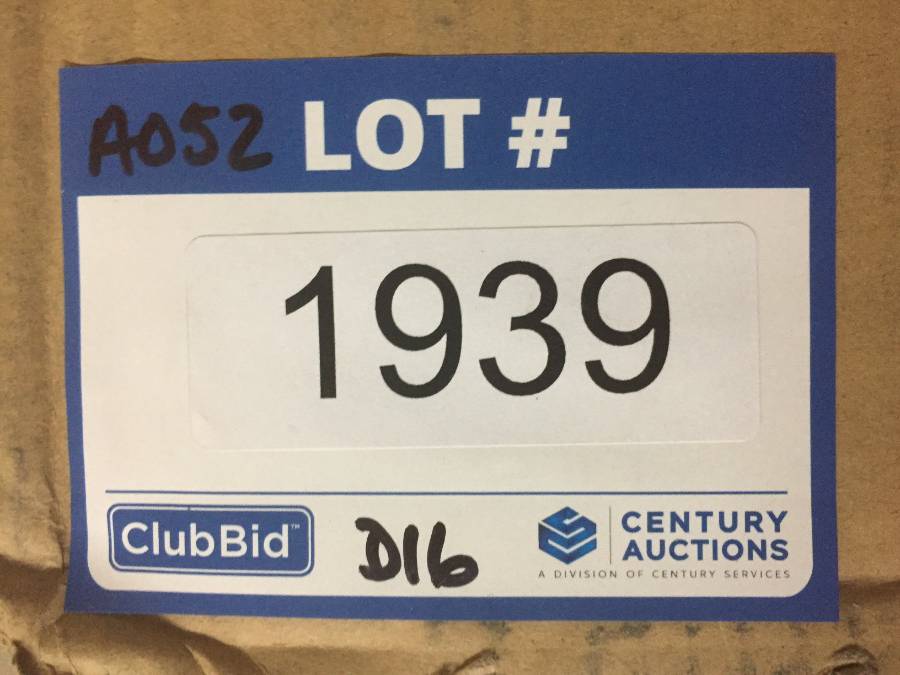 A052 LOT #
1939
ClubBid™ D16 CENTURY AUCTIONS
A DIVISION OF CENTURY SERVICES